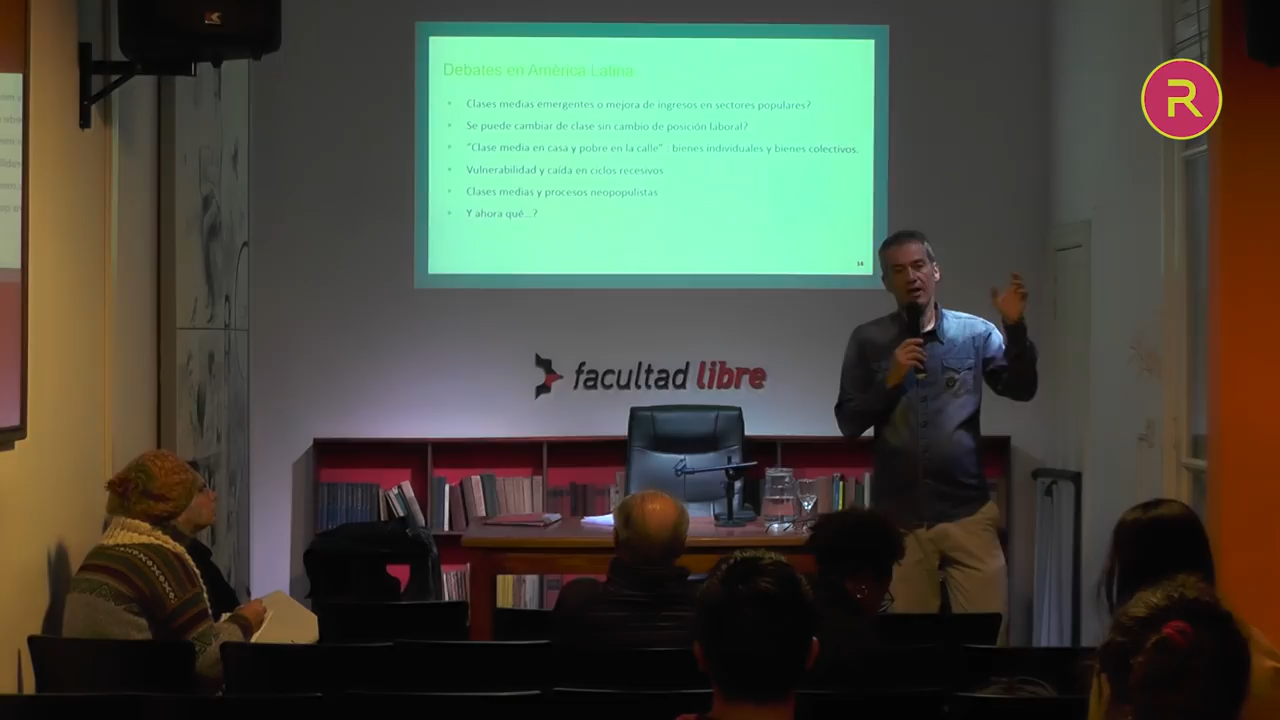 Debates en América Latina
Clases medias emergentes o mejora de ingresos en sectores populares?
Se puede cambiar de clase sin cambio de posición laboral?
"Clase media en casa y pobre en la calle" : bienes individuales y bienes colectivos.
Vulnerabilidad y caída en ciclos recesivos
Clases medias y procesos neopopulistas
Y ahora qué...?
R
facultad libre